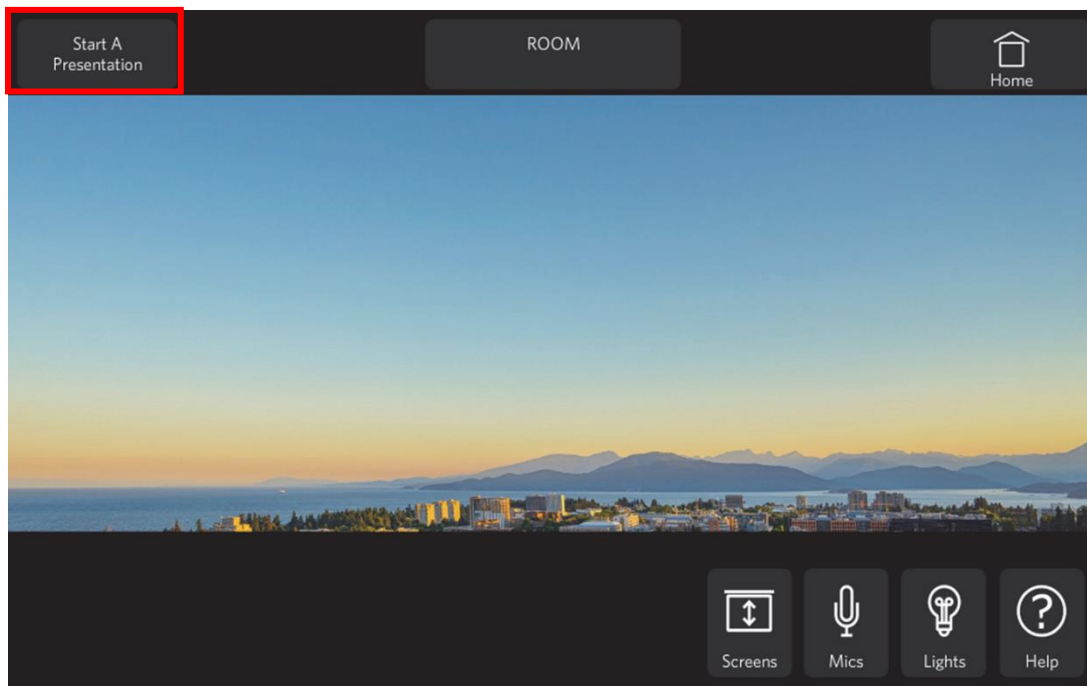 Start A
Presentation
ROOM
Home
Screens
Mics
Lights
Help